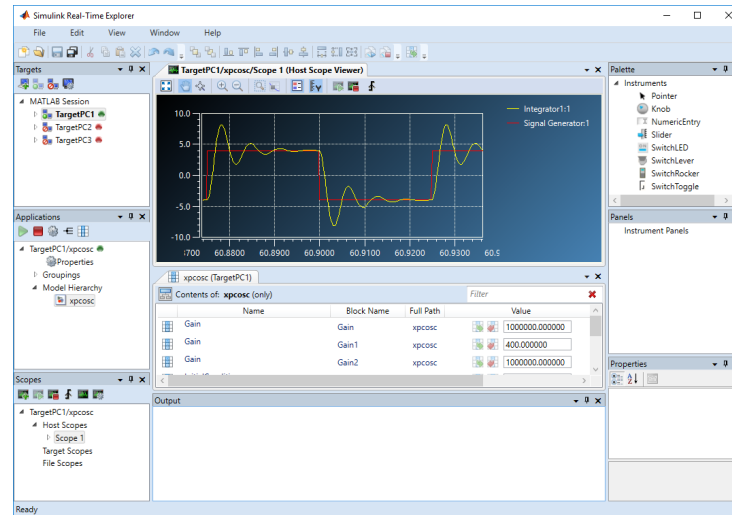 Simulink Real-Time Explorer
File Edit View Window Help
Targets
MATLAB Session
TargetPC1
TargetPC2
TargetPC3
Applications
TargetPC1/xpcosc
Properties
Groupings
Model Hierarchy
xpcosc
Scopes
TargetPC1/xpcosc
Host Scopes
Scope 1
Target Scopes
File Scopes
TargetPC1/xpcosc/Scope 1 (Host Scope Viewer)
Integrator1:1
Signal Generator:1
10.0
5.0
0.0
-5.0
-10.0
:700 60.8800 60.8900 60.9000 60.9100 60.9200 60.9300 60.9
xpcosc (TargetPC1)
Contents of: xpcosc (only) Filter
Name Block Name Full Path Value
Gain Gain xpcosc 1000000.000000
Gain Gain1 xpcosc 400.000000
Gain Gain2 xpcosc 1000000.000000
Output
Palette
Instruments
Pointer
Knob
NumericEntry
Slider
SwitchLED
SwitchLever
SwitchRocker
SwitchToggle
Panels
Instrument Panels
Properties
Ready